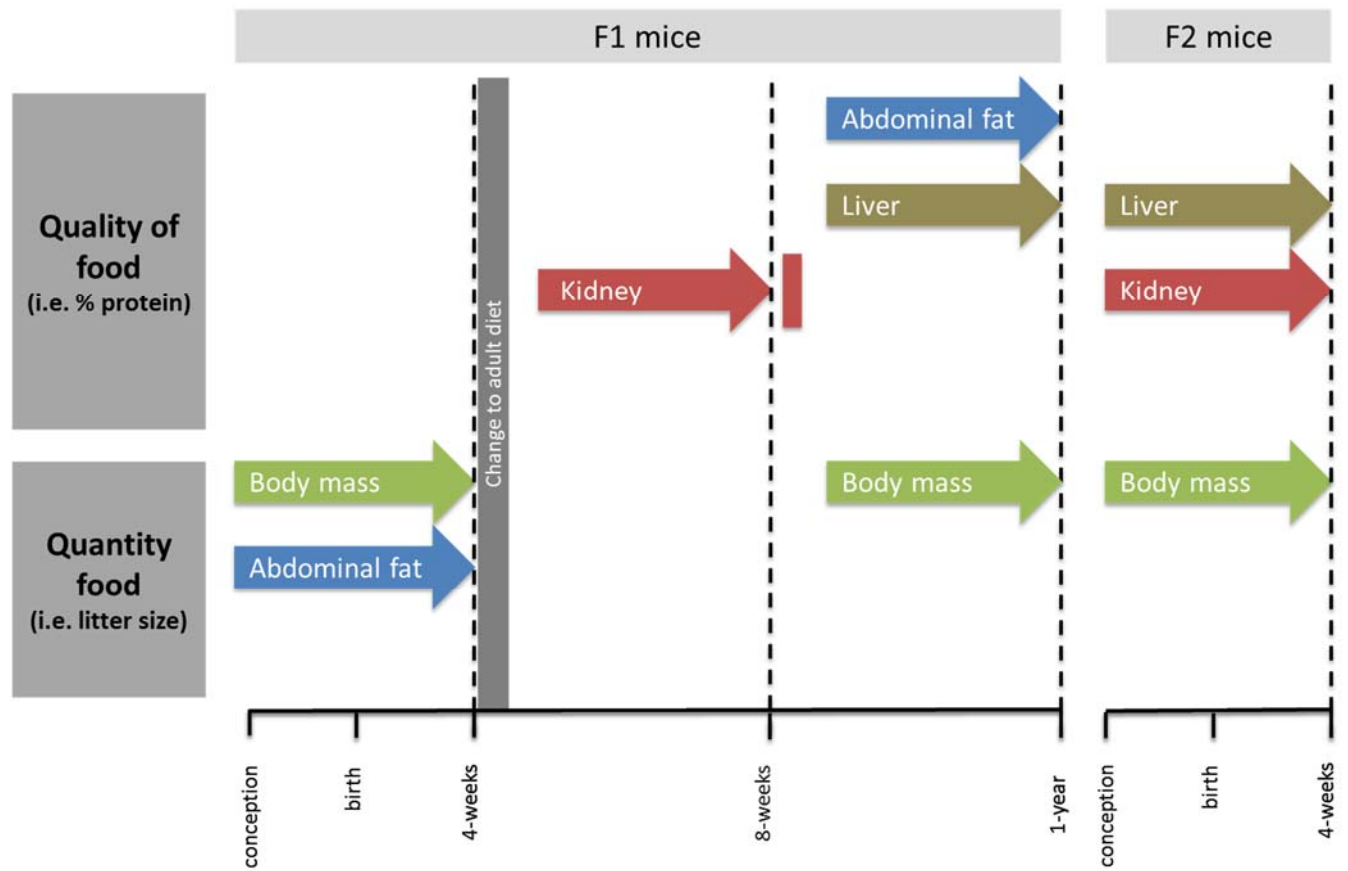 F1 mice
F2 mice
Quality of
food
(i.e. % protein)
Abdominal fat
Liver
Liver
Kidney
Kidney
Change to adult diet
Quantity
food
(i.e. litter size)
Body mass
Body mass
Body mass
Abdominal fat
conception
birth
4-weeks
8-weeks
1-year
conception
birth
4-weeks